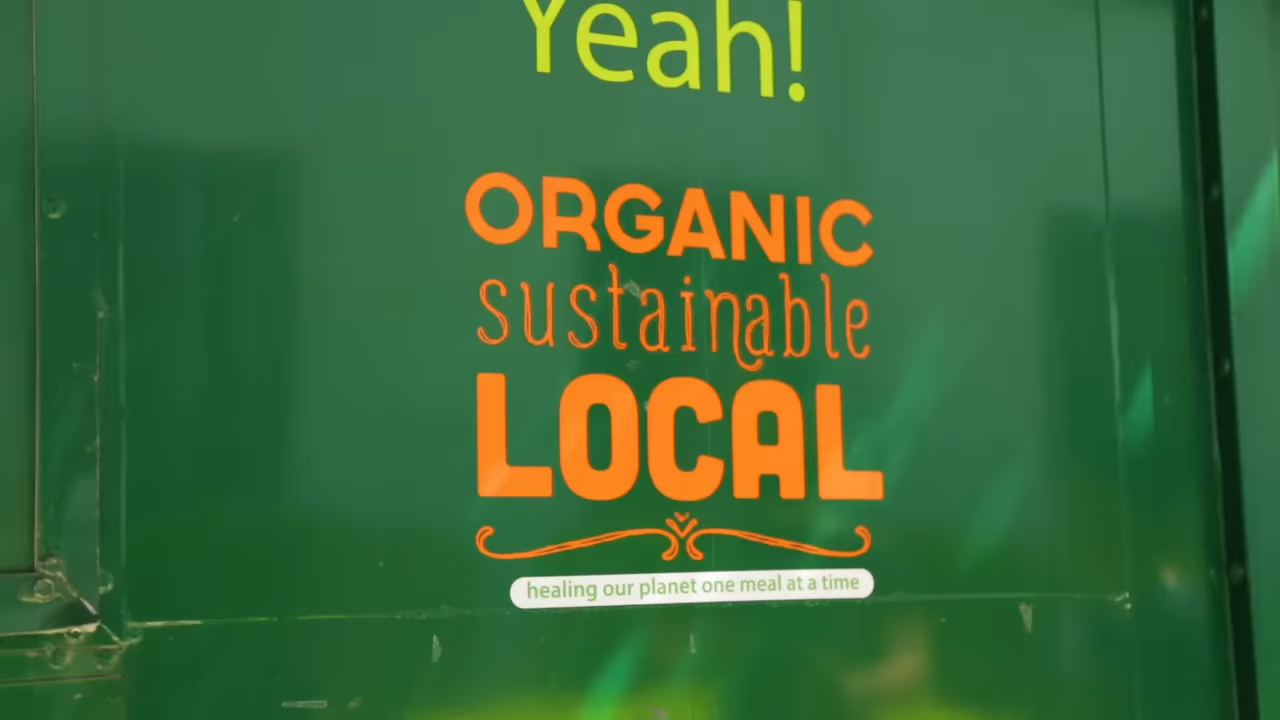 Yeah!
ORGANIC
sustainable
LOCAL
healing our planet one meal at a time